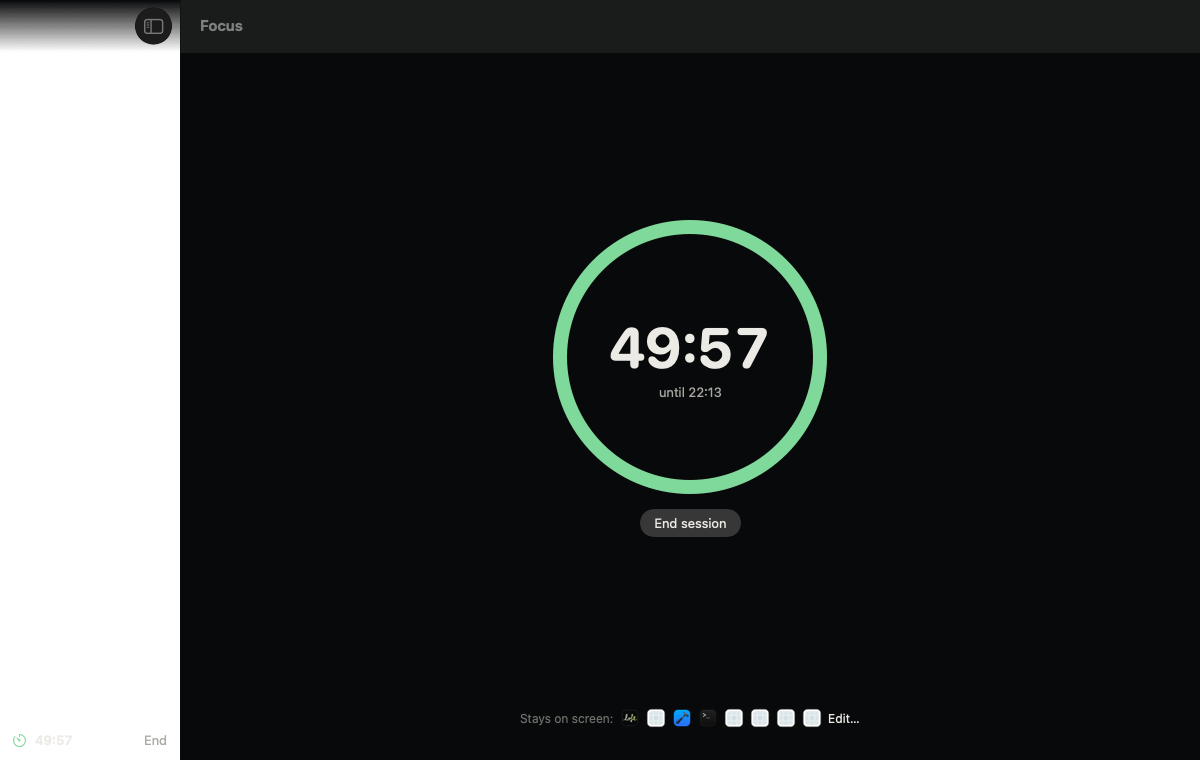 Focus
49:57
until 22:13
End session
Stays on screen: Edit...
49:57 End